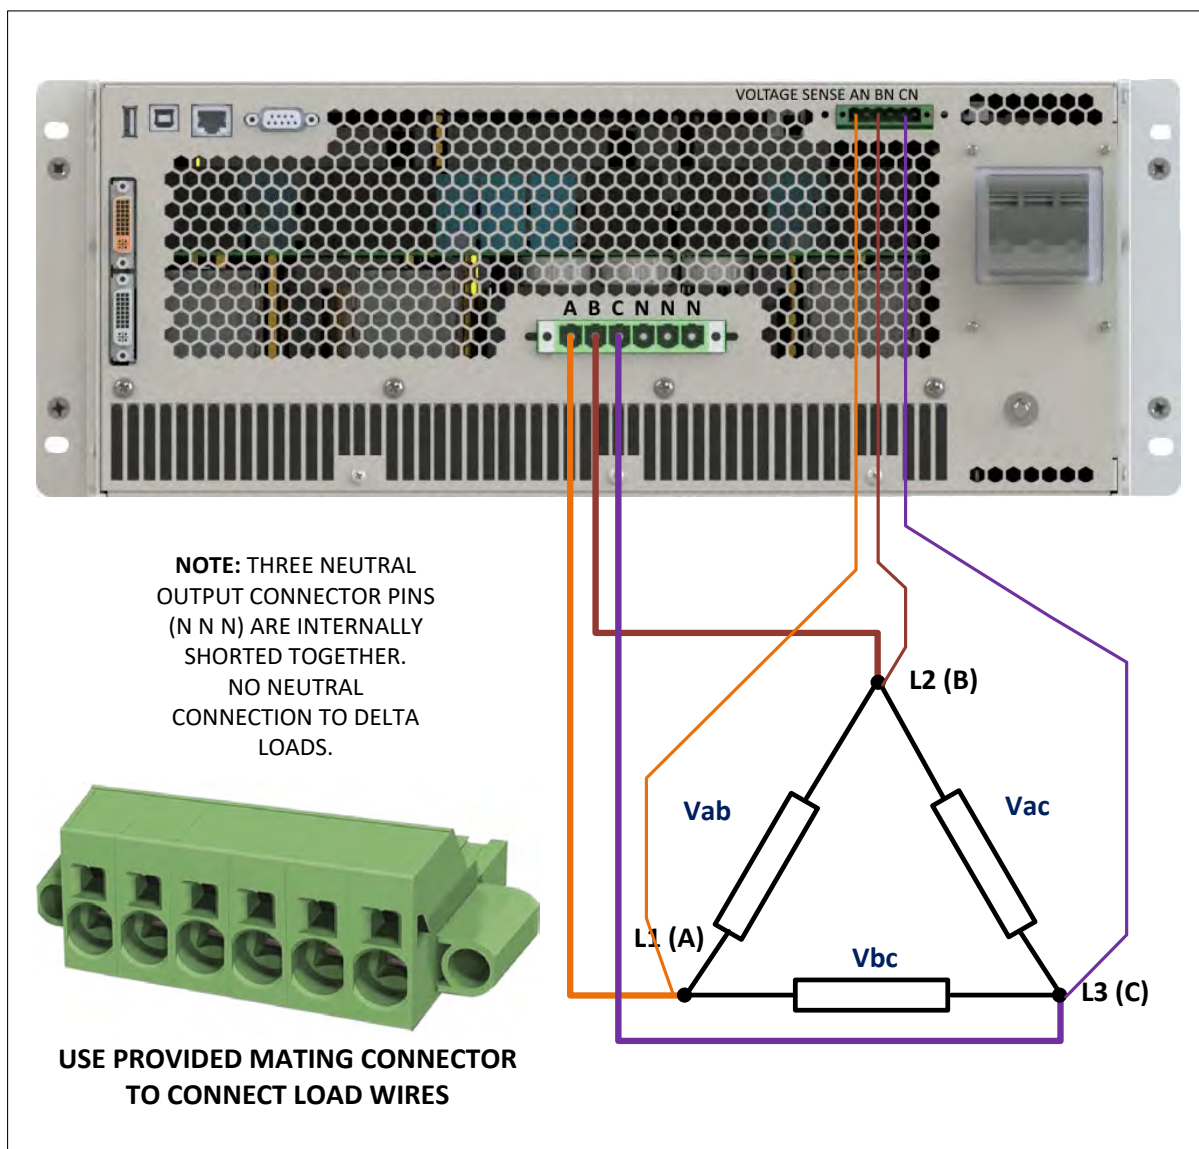 VOLTAGE SENSE AN BN CN
A B C N N N
NOTE: THREE NEUTRAL
OUTPUT CONNECTOR PINS
(N N N) ARE INTERNALLY
SHORTED TOGETHER.
NO NEUTRAL
CONNECTION TO DELTA
LOADS.
L2 (B)
Vab
Vac
L1 (A)
Vbc
L3 (C)
USE PROVIDED MATING CONNECTOR
TO CONNECT LOAD WIRES